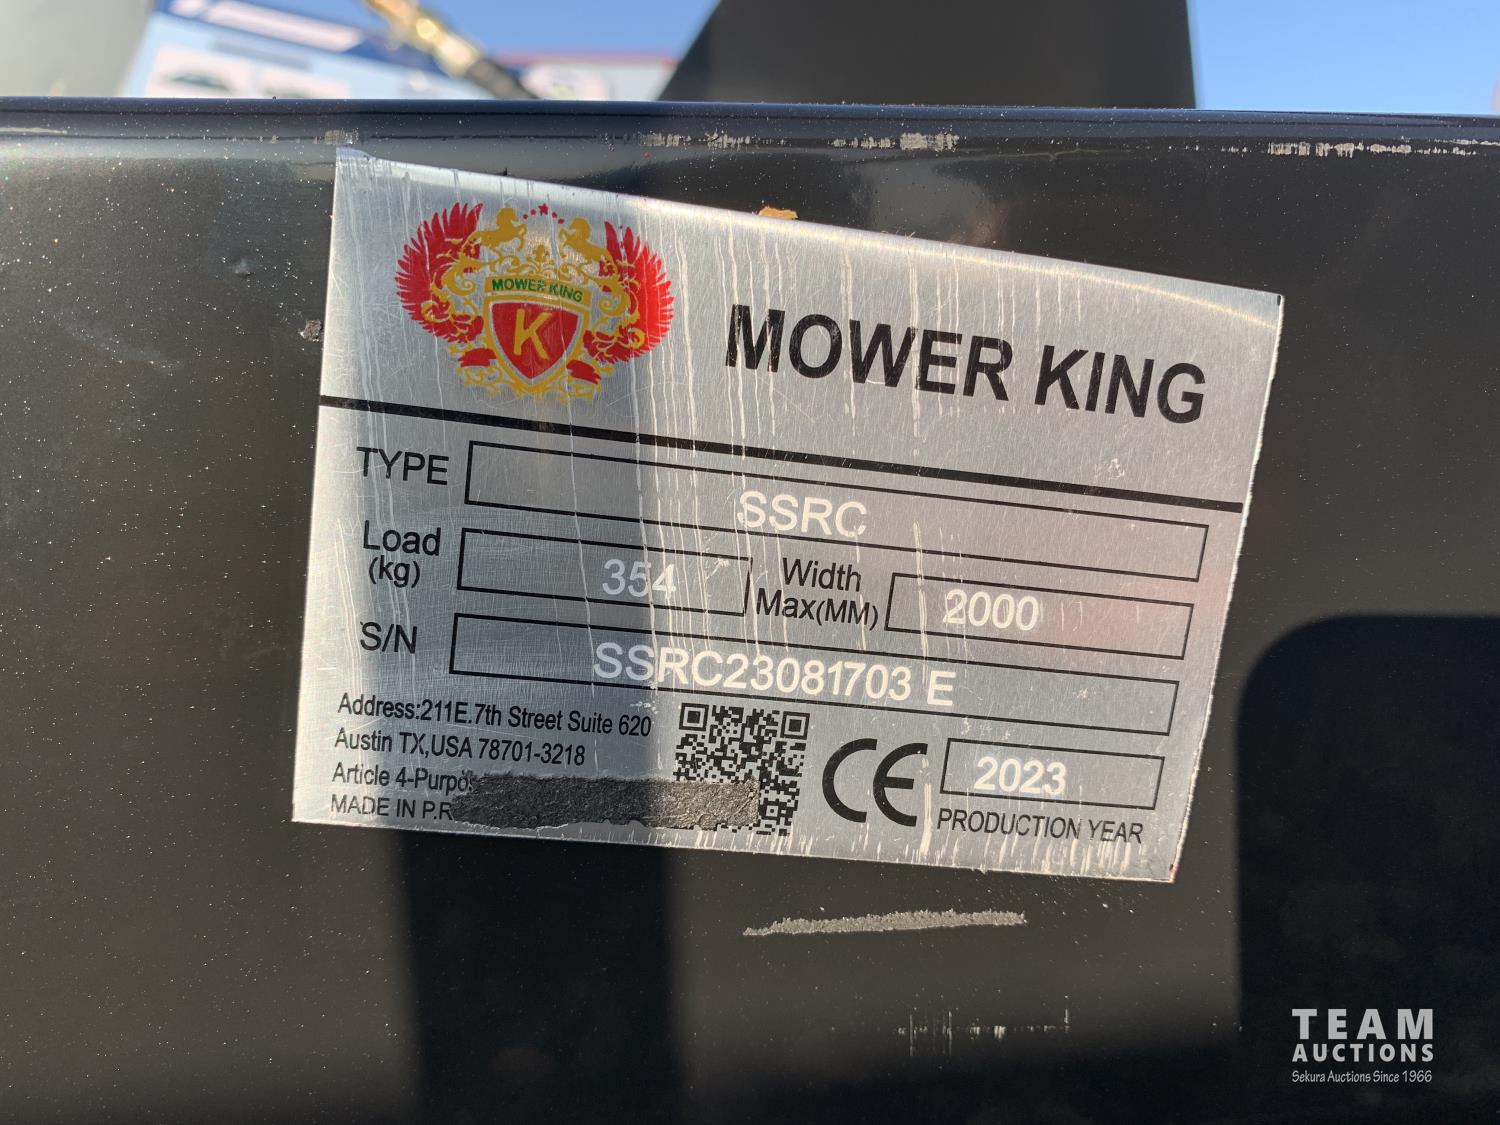 MOWER KING
K
MOWER KING
TYPE SSRC
Load (kg) 354 Width Max(MM) 2000
S/N SSRC23081703 E
Address:211E.7th Street Suite 620
Austin TX,USA 78701-3218
Article 4-Purpo
MADE IN P.R
CE 2023
PRODUCTION YEAR
TEAM
AUCTIONS
Sekura Auctions Since 1966